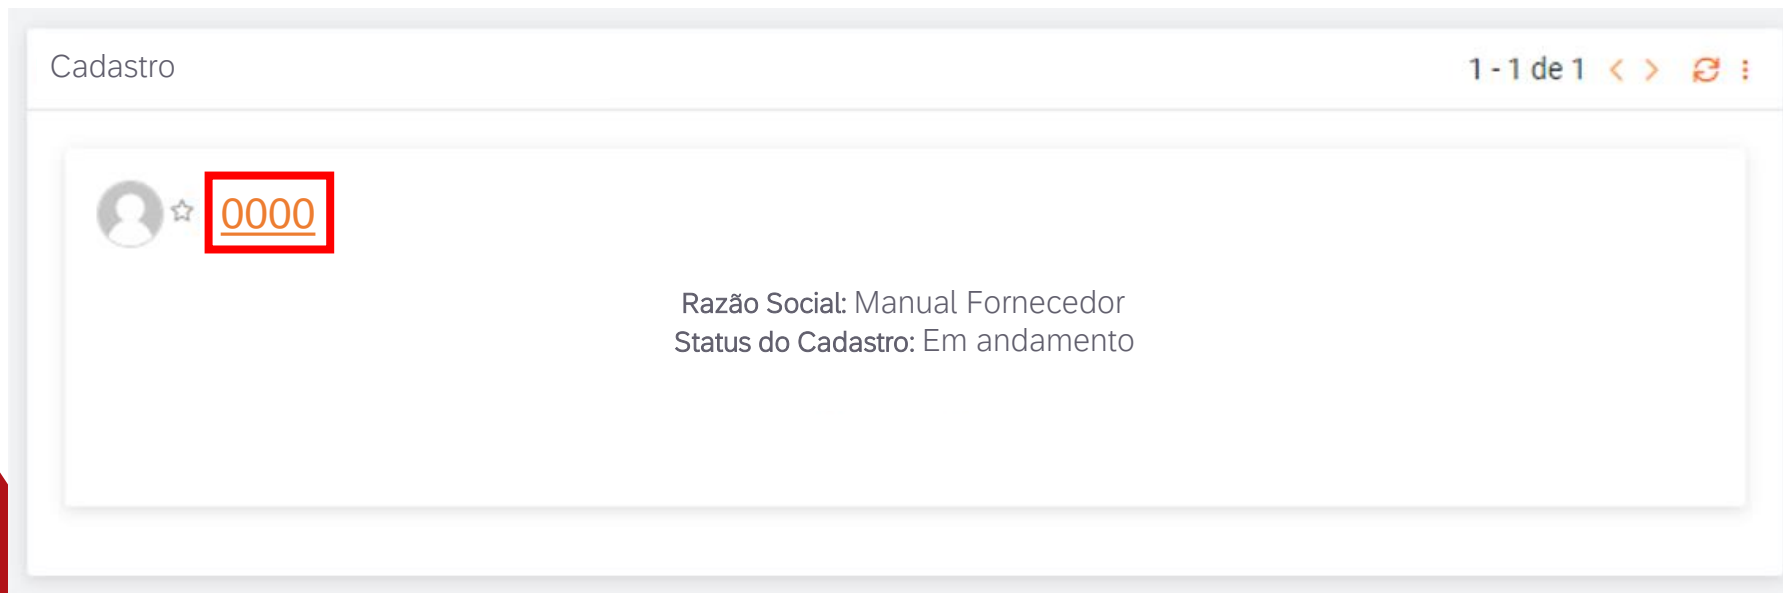 Cadastro
1 - 1 de 1
0000
Razão Social: Manual Fornecedor
Status do Cadastro: Em andamento